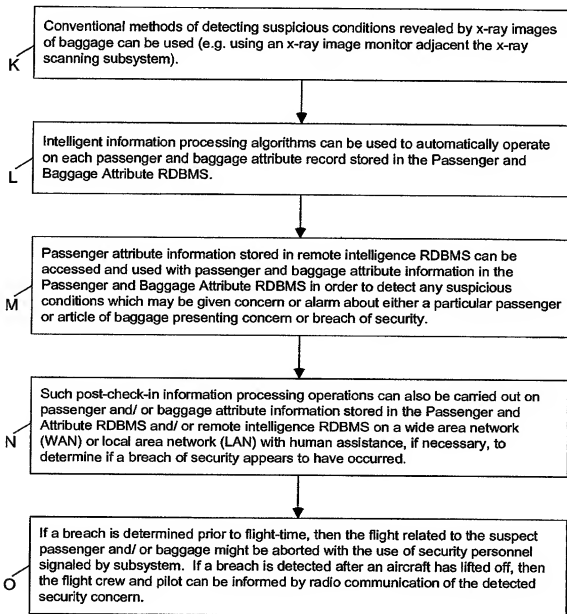 Conventional methods of detecting suspicious conditions revealed by x-ray images
of baggage can be used (e.g. using an x-ray image monitor adjacent the x-ray
scanning subsystem).
K
Intelligent information processing algorithms can be used to automatically operate
on each passenger and baggage attribute record stored in the Passenger and
Baggage Attribute RDBMS.
L
Passenger attribute information stored in remote intelligence RDBMS can be
accessed and used with passenger and baggage attribute information in the
Passenger and Baggage Attribute RDBMS in order to detect any suspicious
conditions which may be given concern or alarm about either a particular passenger
or article of baggage presenting concern or breach of security.
M
Such post-check-in information processing operations can also be carried out on
passenger and/ or baggage attribute information stored in the Passenger and
Attribute RDBMS and/ or remote intelligence RDBMS on a wide area network
(WAN) or local area network (LAN) with human assistance, if necessary, to
determine if a breach of security appears to have occurred.
N
If a breach is determined prior to flight-time, then the flight related to the suspect
passenger and/ or baggage might be aborted with the use of security personnel
signaled by subsystem.  If a breach is detected after an aircraft has lifted off, then
the flight crew and pilot can be informed by radio communication of the detected
security concern.
O